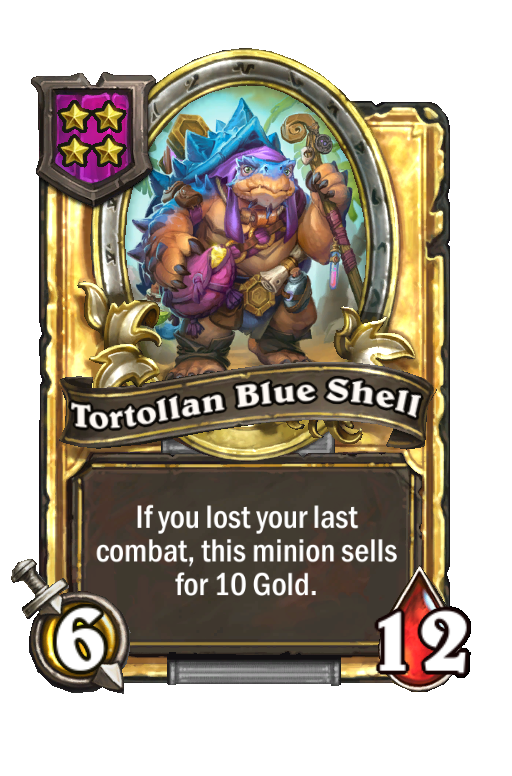 Tortollan Blue Shell
If you lost your last
combat, this minion sells
for 10 Gold.
6
12